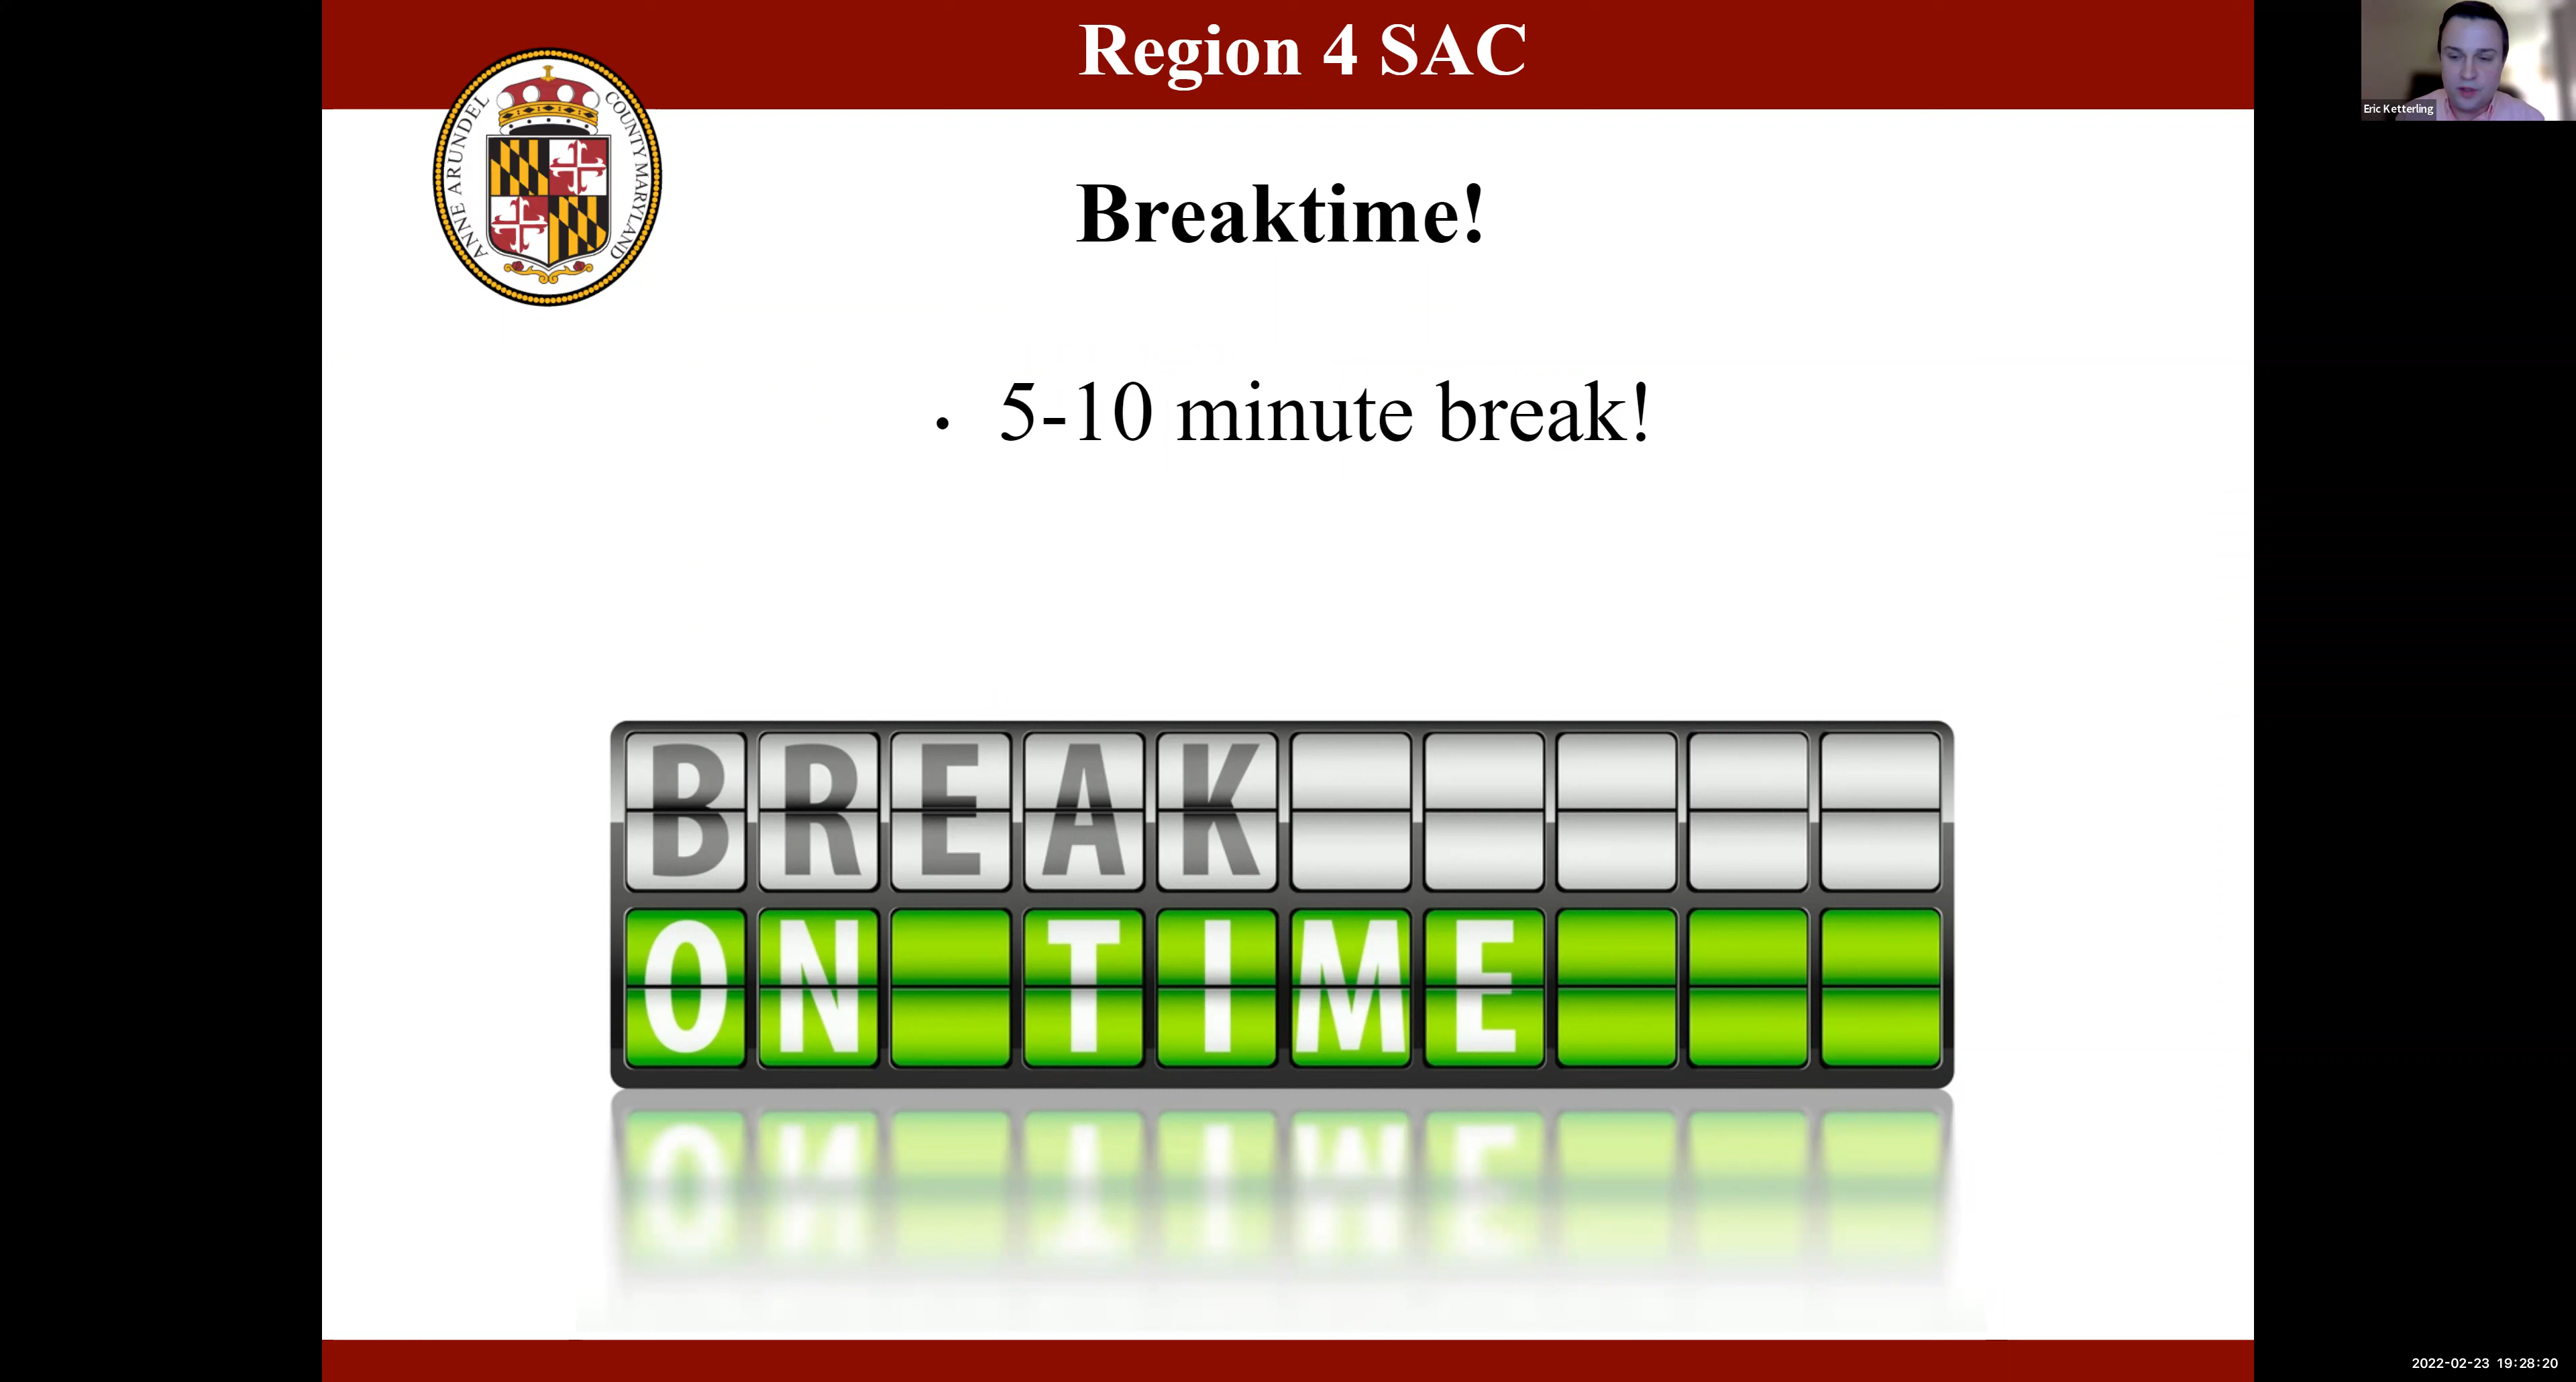 Region 4 SAC
ANNE ARUNDEL COUNTY MARYLAND
Eric Ketterling
Breaktime!
• 5-10 minute break!
BREAK
ON TIME
2022-02-23 19:28:20